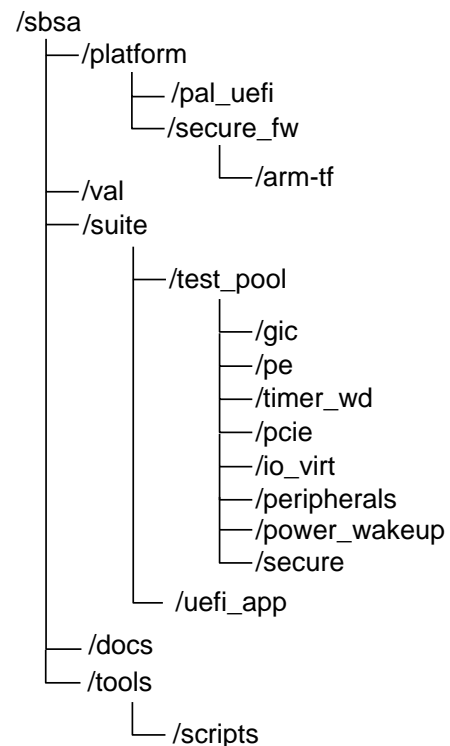 /sbsa
/platform
/pal_uefi
/secure_fw
/arm-tf
/val
/suite
/test_pool
/gic
/pe
/timer_wd
/pcie
/io_virt
/peripherals
/power_wakeup
/secure
/uefi_app
/docs
/tools
/scripts